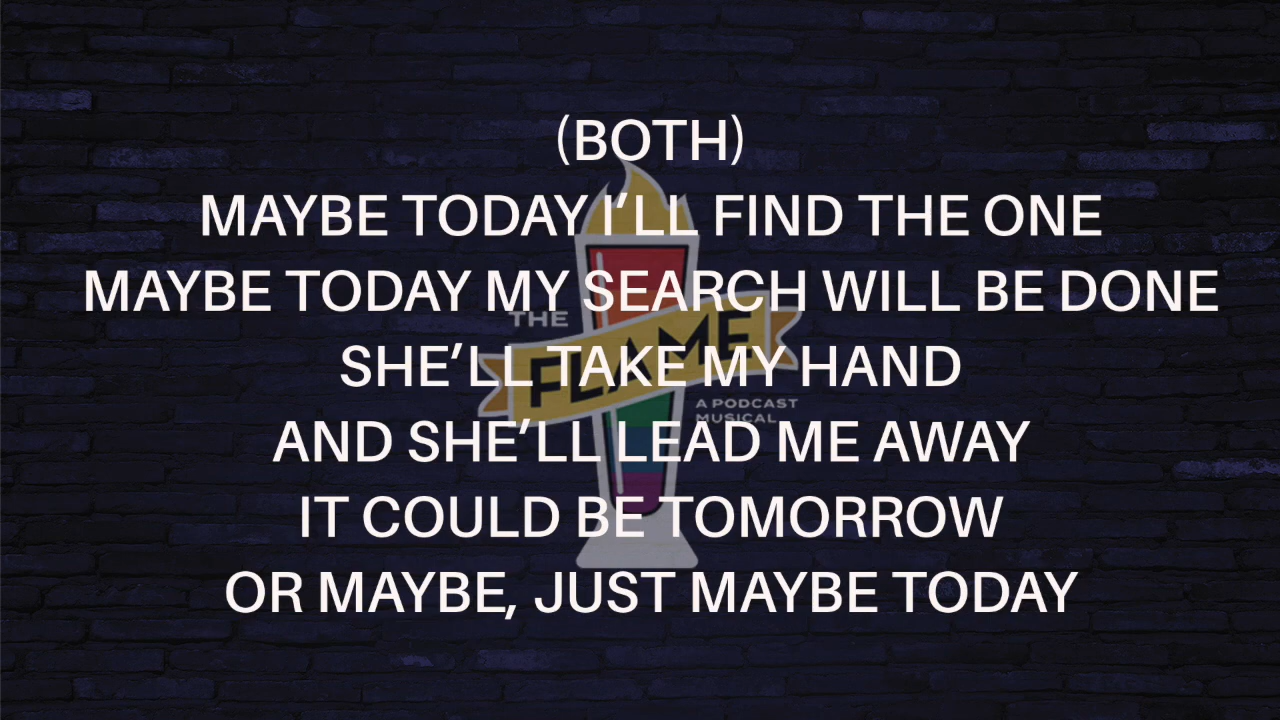 (BOTH)
MAYBE TODAY I’LL FIND THE ONE
MAYBE TODAY MY SEARCH WILL BE DONE
THE
SHE’LL TAKE MY HAND
FLAME
A PODCAST
MUSICAL
AND SHE’LL LEAD ME AWAY
IT COULD BE TOMORROW
OR MAYBE, JUST MAYBE TODAY